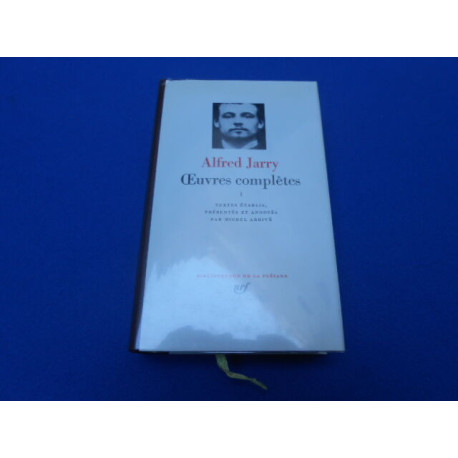 Alfred Jarry
Œuvres complètes
I
TEXTES ÉTABLIS,
PRÉSENTÉS ET ANNOTÉS
PAR MICHEL ARRIVÉ
BIBLIOTHÈQUE DE LA PLÉIADE
nrf